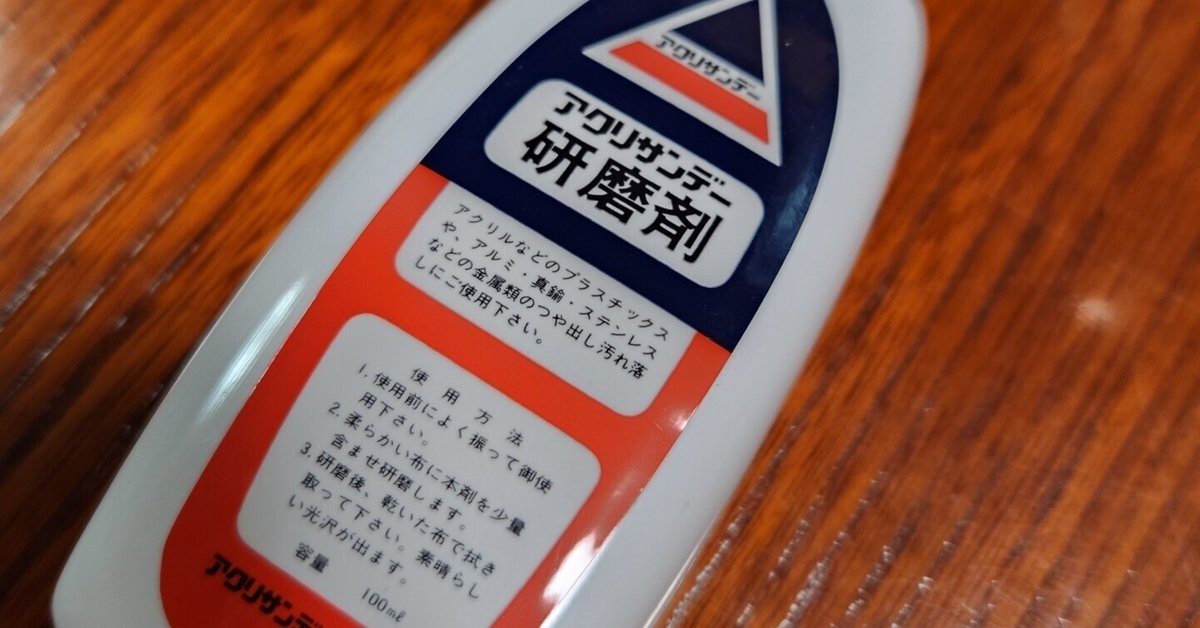 アクリサンデー
アクリサンデー
研磨剤
アクリルなどのプラスチックス
や、アルミ・真鍮・ステンレス
などの金属類のつや出し汚れ落
しにご使用下さい。
使用方法
1. 使用前によく振って御使
用下さい。
2. 柔らかい布に本剤を少量
含ませ研磨します。
3. 研磨後、乾いた布で拭き
取って下さい。素晴らし
い光沢が出ます。
容量 100mℓ
アクリサンデ